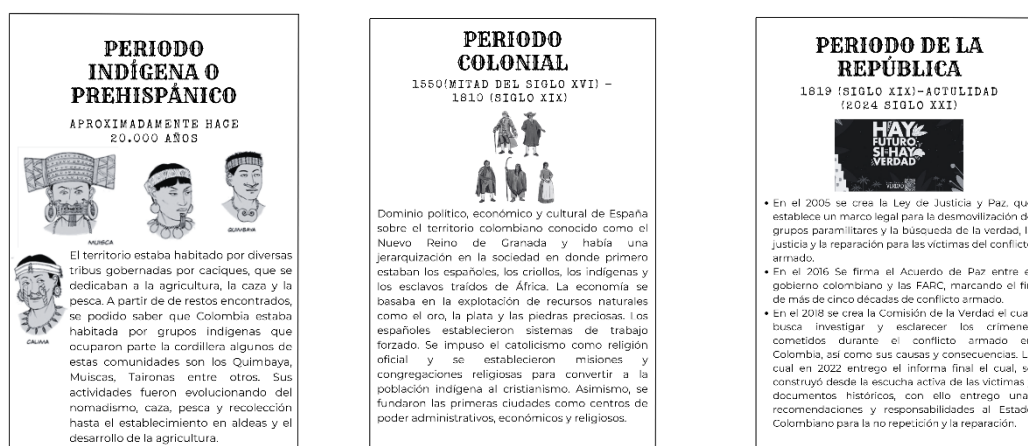 PERIODO
INDÍGENA O
PREHISPÁNICO
APROXIMADAMENTE HACE
20.000 AÑOS
MUISCA
QUIMBAYA
CALIMA
El territorio estaba habitado por diversas
tribus gobernadas por caciques, que se
dedicaban a la agricultura, la caza y la
pesca. A partir de de restos encontrados,
se podido saber que Colombia estaba
habitada por grupos indígenas que
ocuparon parte la cordillera algunos de
estas comunidades son los Quimbaya,
Muiscas, Taironas entre otros. Sus
actividades fueron evolucionando del
nomadismo, caza, pesca y recolección
hasta el establecimiento en aldeas y el
desarrollo de la agricultura.
PERIODO
COLONIAL
1550(MITAD DEL SIGLO XVI) –
1810 (SIGLO XIX)
Dominio político, económico y cultural de España
sobre el territorio colombiano conocido como el
Nuevo Reino de Granada y había una
jerarquización en la sociedad en donde primero
estaban los españoles, los criollos, los indígenas y
los esclavos traídos de África. La economía se
basaba en la explotación de recursos naturales
como el oro, la plata y las piedras preciosas. Los
españoles establecieron sistemas de trabajo
forzado. Se impuso el catolicismo como religión
oficial y se establecieron misiones y
congregaciones religiosas para convertir a la
población indígena al cristianismo. Asimismo, se
fundaron las primeras ciudades como centros de
poder administrativos, económicos y religiosos.
PERIODO DE LA
REPÚBLICA
1819 (SIGLO XIX)-ACTULIDAD
(2024 SIGLO XXI)
HAY
FUTURO
SI HAY
VERDAD
• En el 2005 se crea la Ley de Justicia y Paz. que
establece un marco legal para la desmovilización de
grupos paramilitares y la búsqueda de la verdad, l
justicia y la reparación para las víctimas del conflicto
armado.
• En el 2016 Se firma el Acuerdo de Paz entre e
gobierno colombiano y las FARC, marcando el fin
de más de cinco décadas de conflicto armado.
• En el 2018 se crea la Comisión de la Verdad el cua
busca investigar y esclarecer los crímene
cometidos durante el conflicto armado en
Colombia, así como sus causas y consecuencias. L
cual en 2022 entrego el informa final el cual, se
construyó desde la escucha activa de las victimas
documentos históricos, con ello entrego una
recomendaciones y responsabilidades al Estado
Colombiano para la no repetición y la reparación.